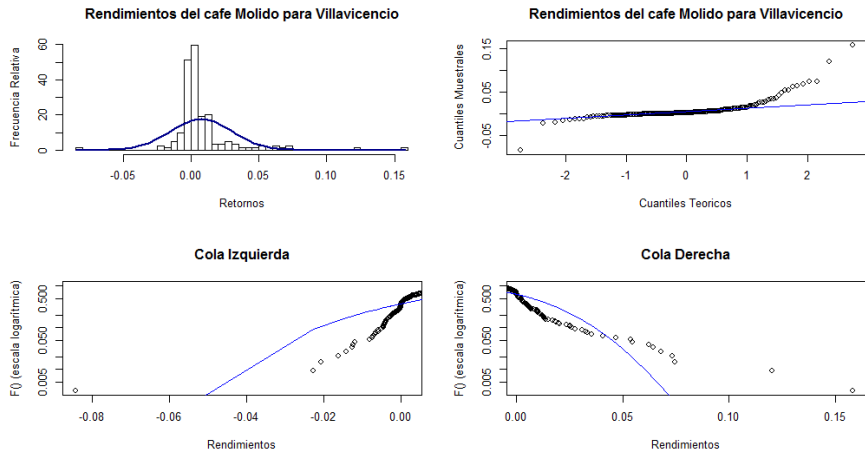 Rendimientos del cafe Molido para Villavicencio
Frecuencia Relativa
60
40
20
0
-0.05 0.00 0.05 0.10 0.15
Retornos
Rendimientos del cafe Molido para Villavicencio
Cuantiles Muestrales
0.15
0.05
-0.05
-2 -1 0 1 2
Cuantiles Teoricos
Cola Izquierda
F() (escala logarítmica)
0.500
0.050
0.005
-0.08 -0.06 -0.04 -0.02 0.00
Rendimientos
Cola Derecha
F() (escala logarítmica)
0.500
0.050
0.005
0.00 0.05 0.10 0.15
Rendimientos